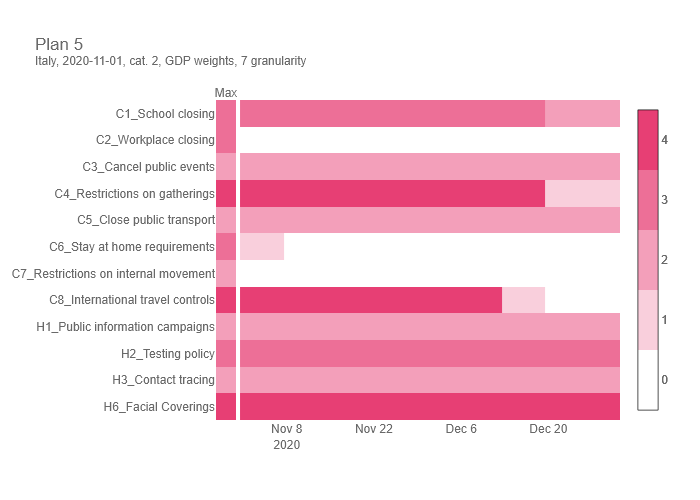 Plan 5
Italy, 2020-11-01, cat. 2, GDP weights, 7 granularity
Max
C1_School closing
C2_Workplace closing
C3_Cancel public events
C4_Restrictions on gatherings
C5_Close public transport
C6_Stay at home requirements
C7_Restrictions on internal movement
C8_International travel controls
H1_Public information campaigns
H2_Testing policy
H3_Contact tracing
H6_Facial Coverings
Nov 8 Nov 22 Dec 6 Dec 20
2020
4
3
2
1
0